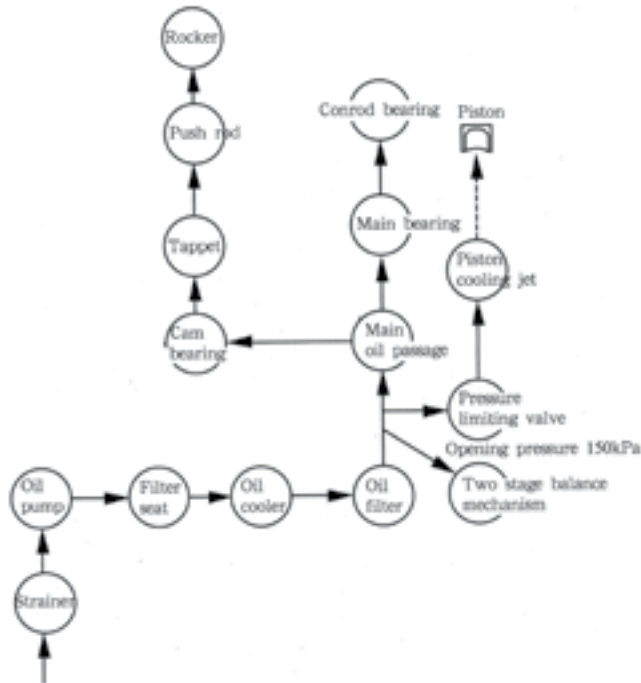 Rocker
Conrod bearing
Piston
Push rod
Main bearing
Tappet
Piston
cooling jet
Cam
bearing
Main
oil passage
Pressure
limiting valve
Opening pressure 150kPa
Oil
pump
Filter
seat
Oil
cooler
Oil
filter
Two stage balance
mechanism
Strainer